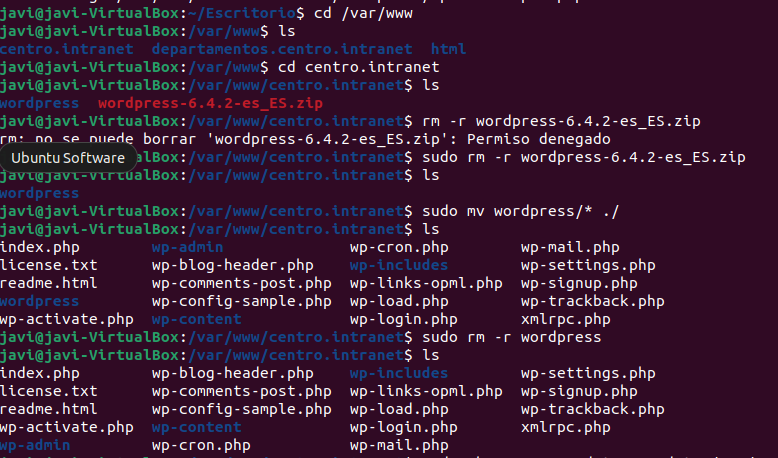 javi@javi-VirtualBox:~/Escritorio$ cd /var/www
javi@javi-VirtualBox:/var/www$ ls
centro.intranet departamentos.centro.intranet html
javi@javi-VirtualBox:/var/www$ cd centro.intranet
javi@javi-VirtualBox:/var/www/centro.intranet$ ls
wordpress wordpress-6.4.2-es_ES.zip
javi@javi-VirtualBox:/var/www/centro.intranet$ rm -r wordpress-6.4.2-es_ES.zip
rm: no se puede borrar 'wordpress-6.4.2-es_ES.zip': Permiso denegado
Ubuntu Software
alBox:/var/www/centro.intranet$ sudo rm -r wordpress-6.4.2-es_ES.zip
javi@javi-VirtualBox:/var/www/centro.intranet$ ls
wordpress
javi@javi-VirtualBox:/var/www/centro.intranet$ sudo mv wordpress/* ./
javi@javi-VirtualBox:/var/www/centro.intranet$ ls
index.php wp-admin wp-cron.php wp-mail.php
license.txt wp-blog-header.php wp-includes wp-settings.php
readme.html wp-comments-post.php wp-links-opml.php wp-signup.php
wordpress wp-config-sample.php wp-load.php wp-trackback.php
wp-activate.php wp-content wp-login.php xmlrpc.php
javi@javi-VirtualBox:/var/www/centro.intranet$ sudo rm -r wordpress
javi@javi-VirtualBox:/var/www/centro.intranet$ ls
index.php wp-blog-header.php wp-includes wp-settings.php
license.txt wp-comments-post.php wp-links-opml.php wp-signup.php
readme.html wp-config-sample.php wp-load.php wp-trackback.php
wp-activate.php wp-content wp-login.php xmlrpc.php
wp-admin wp-cron.php wp-mail.php